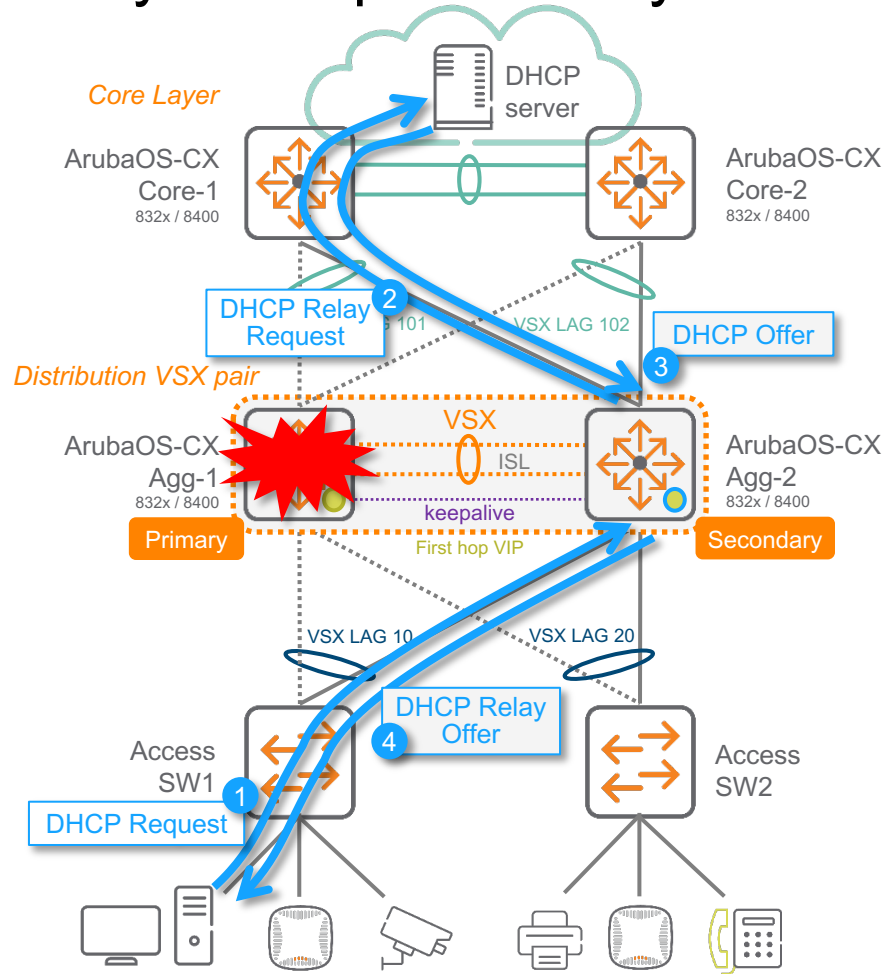 DHCP
server
Core Layer
ArubaOS-CX
Core-1
832x / 8400
ArubaOS-CX
Core-2
832x / 8400
DHCP Relay
Request
2
101
VSX LAG 102
DHCP Offer
3
Distribution VSX pair
VSX
ArubaOS-CX
Agg-1
832x / 8400
ISL
ArubaOS-CX
Agg-2
832x / 8400
keepalive
Primary
First hop VIP
Secondary
VSX LAG 10
VSX LAG 20
DHCP Relay
Offer
4
Access
SW1
Access
SW2
1
DHCP Request